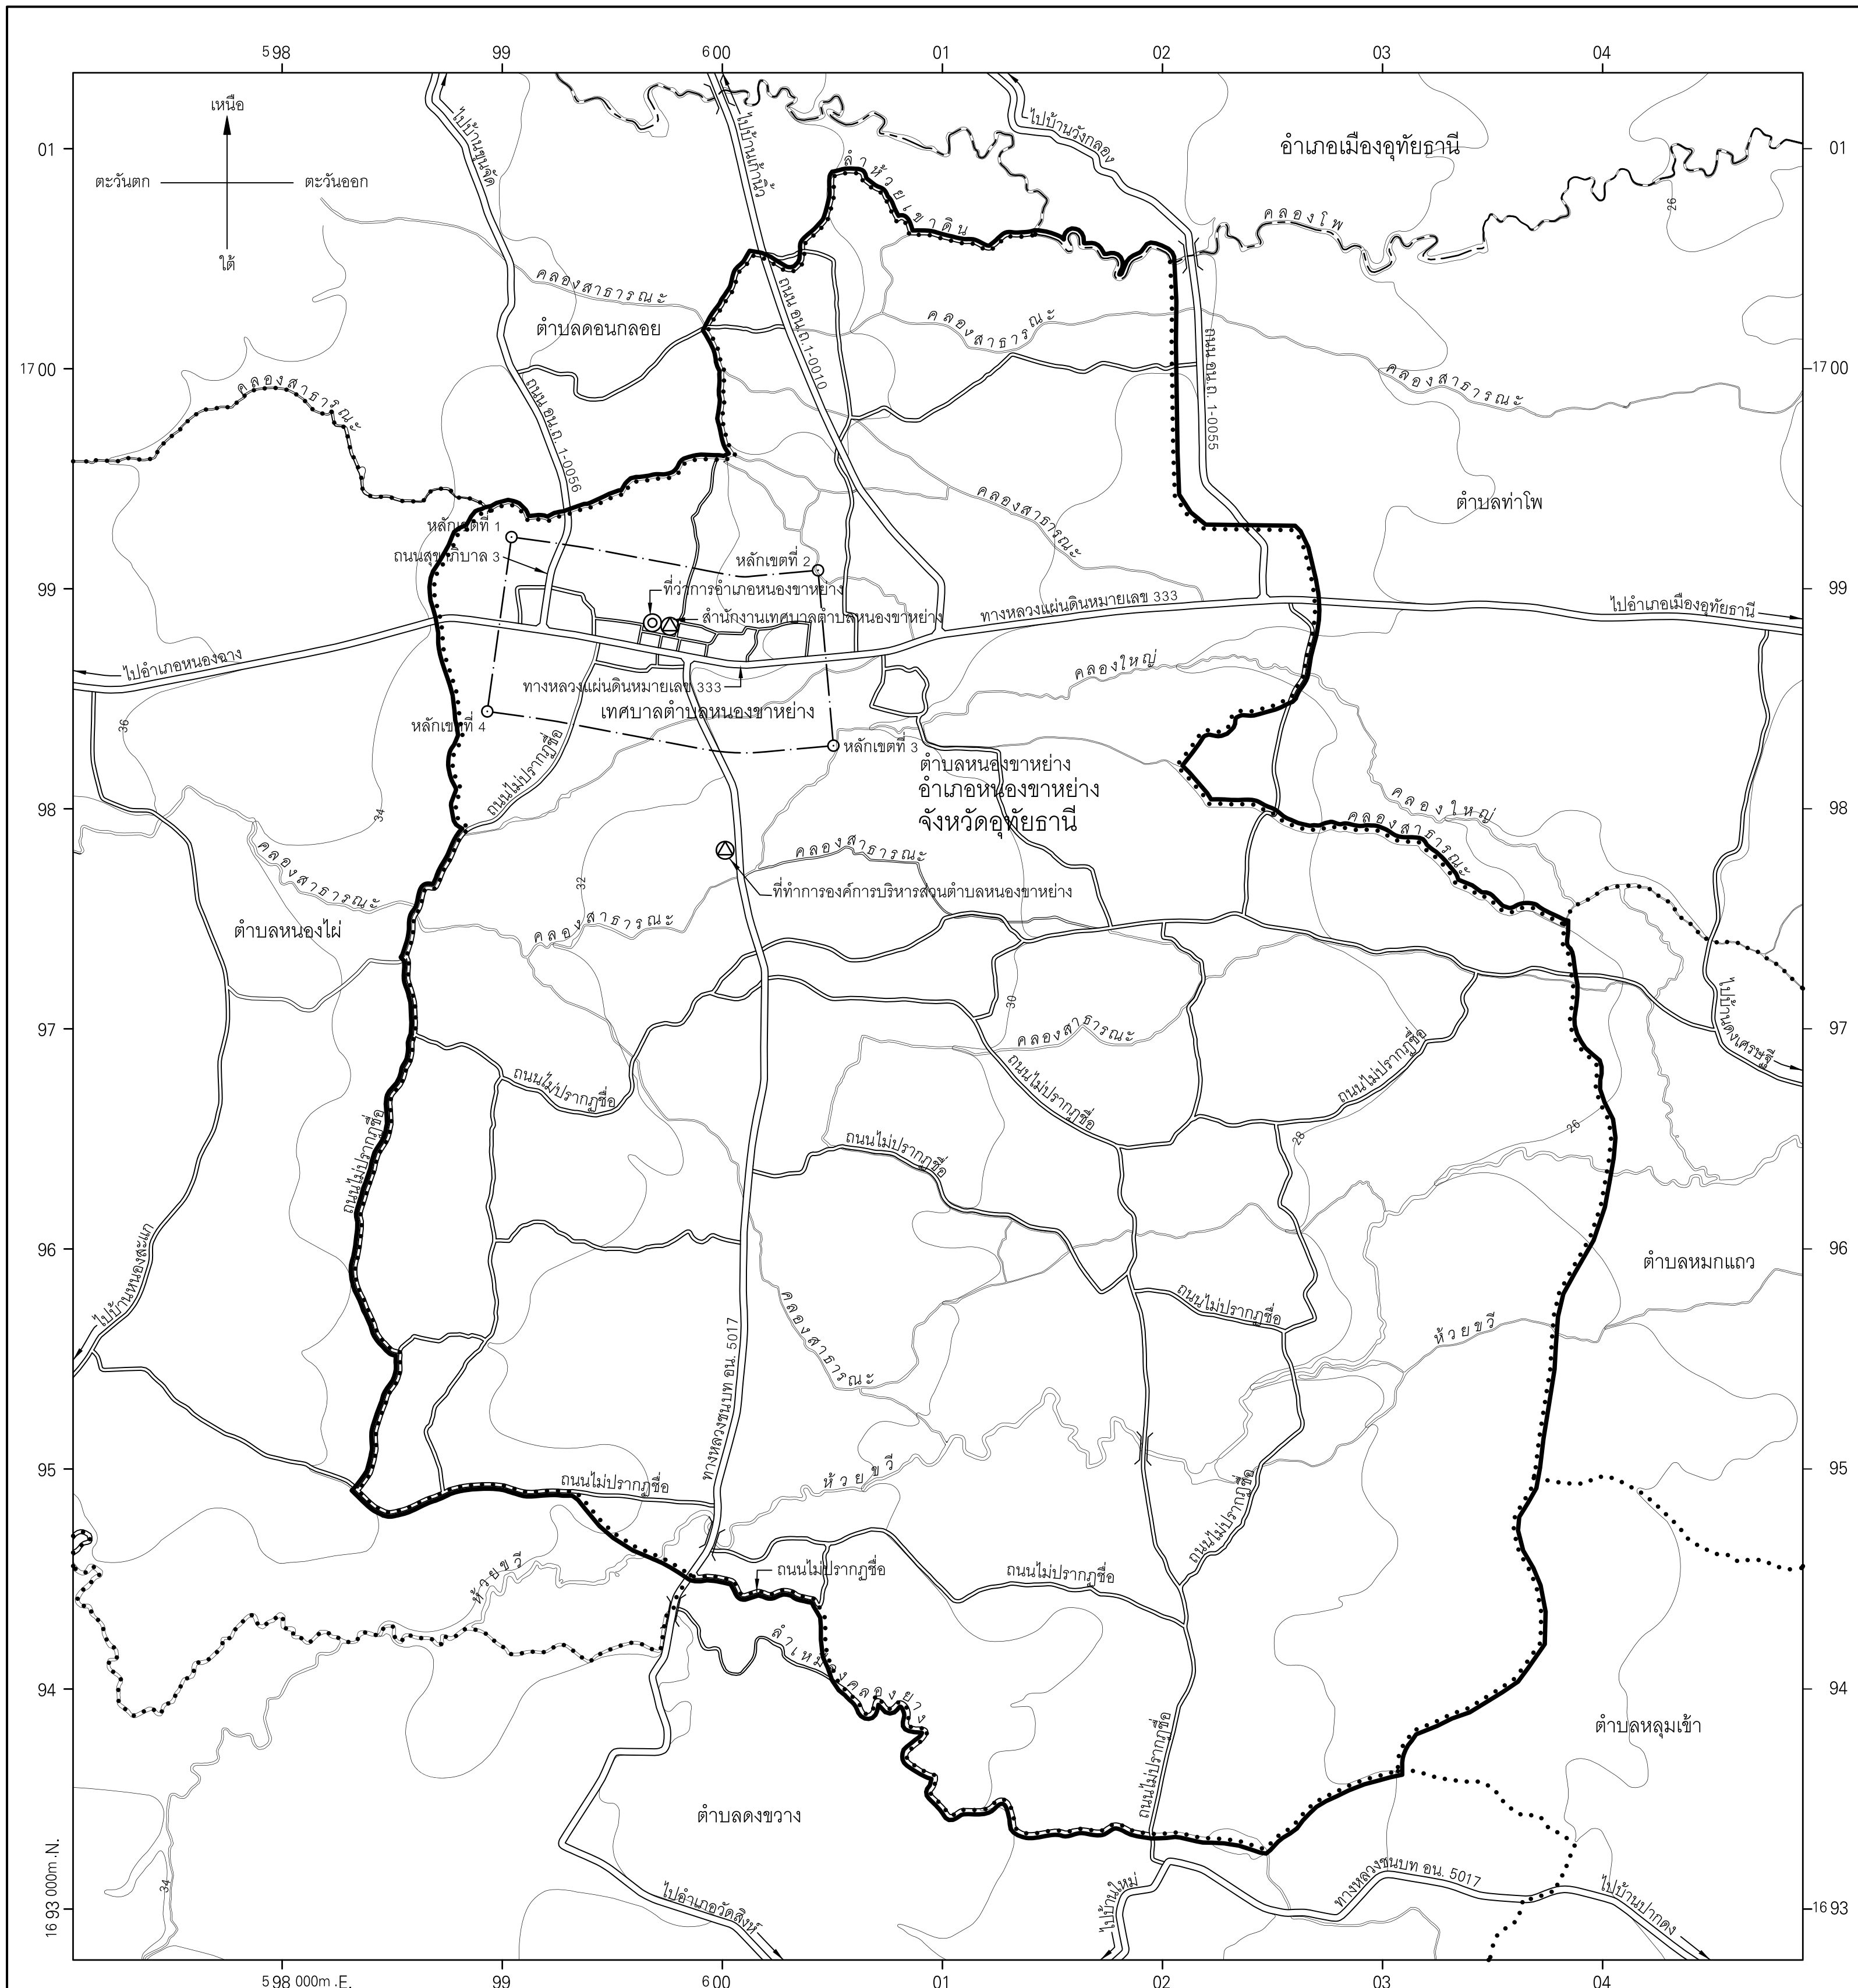 598 99 600 01 02 03 04
เหนือ
ตะวันตก ตะวันออก
ใต้
ไปบ้านขุนจัด
ไปบ้านเก้านิ้ว
ไปบ้านวังกลอง
อำเภอเมืองอุทัยธานี
01 01
ลำห้วยเขาดิน
คลองโพ
26
คลองสาธารณะ
ตำบลดอนกลอย
ถนน อน.ถ.1-0010
คลองสาธารณะ
ถนน อน.ถ. 1-0055
1700 1700
คลองสาธารณะ
คลองสาธารณะ
ถนน อน.ถ. 1-0056
คลองสาธารณะ
ตำบลท่าโพ
หลักเขตที่ 1
ถนนสุขาภิบาล 3
หลักเขตที่ 2
ที่ว่าการอำเภอหนองขาหย่าง
99 99
สำนักงานเทศบาลตำบลหนองขาหย่าง
ทางหลวงแผ่นดินหมายเลข 333
ไปอำเภอเมืองอุทัยธานี
ไปอำเภอหนองฉาง
คลองใหญ่
ทางหลวงแผ่นดินหมายเลข 333
เทศบาลตำบลหนองขาหย่าง
36
หลักเขตที่ 4
หลักเขตที่ 3
ถนนไม่ปรากฏชื่อ
ตำบลหนองขาหย่าง
อำเภอหนองขาหย่าง
จังหวัดอุทัยธานี
98 98
34
คลองใหญ่
คลองสาธารณะ
คลองสาธารณะ
คลองสาธารณะ
32
ที่ทำการองค์การบริหารส่วนตำบลหนองขาหย่าง
ตำบลหนองไผ่
คลองสาธารณะ
30
ไปบ้านดงเศรษฐี
97 97
คลองสาธารณะ
ถนนไม่ปรากฏชื่อ
ถนนไม่ปรากฏชื่อ
ถนนไม่ปรากฏชื่อ
ถนนไม่ปรากฏชื่อ
ถนนไม่ปรากฏชื่อ
28
26
96 96
ไปบ้านหนองสะแก
ตำบลหมกแถว
ถนนไม่ปรากฏชื่อ
คลองสาธารณะ
ห้วยขวี
ทางหลวงชนบท อน. 5017
95 95
ถนนไม่ปรากฏชื่อ
ห้วยขวี
ถนนไม่ปรากฏชื่อ
ห้วยขวี
ถนนไม่ปรากฏชื่อ
ถนนไม่ปรากฏชื่อ
ลำเหมืองคลองยาง
94 94
ถนนไม่ปรากฏชื่อ
ตำบลหลุมเข้า
ตำบลดงขวาง
34
ไปอำเภอวัดสิงห์
ไปบ้านใหม่
ทางหลวงชนบท อน. 5017
ไปบ้านปากดง
1693 000m.N. 1693
598 000m.E. 99 600 01 02 03 04